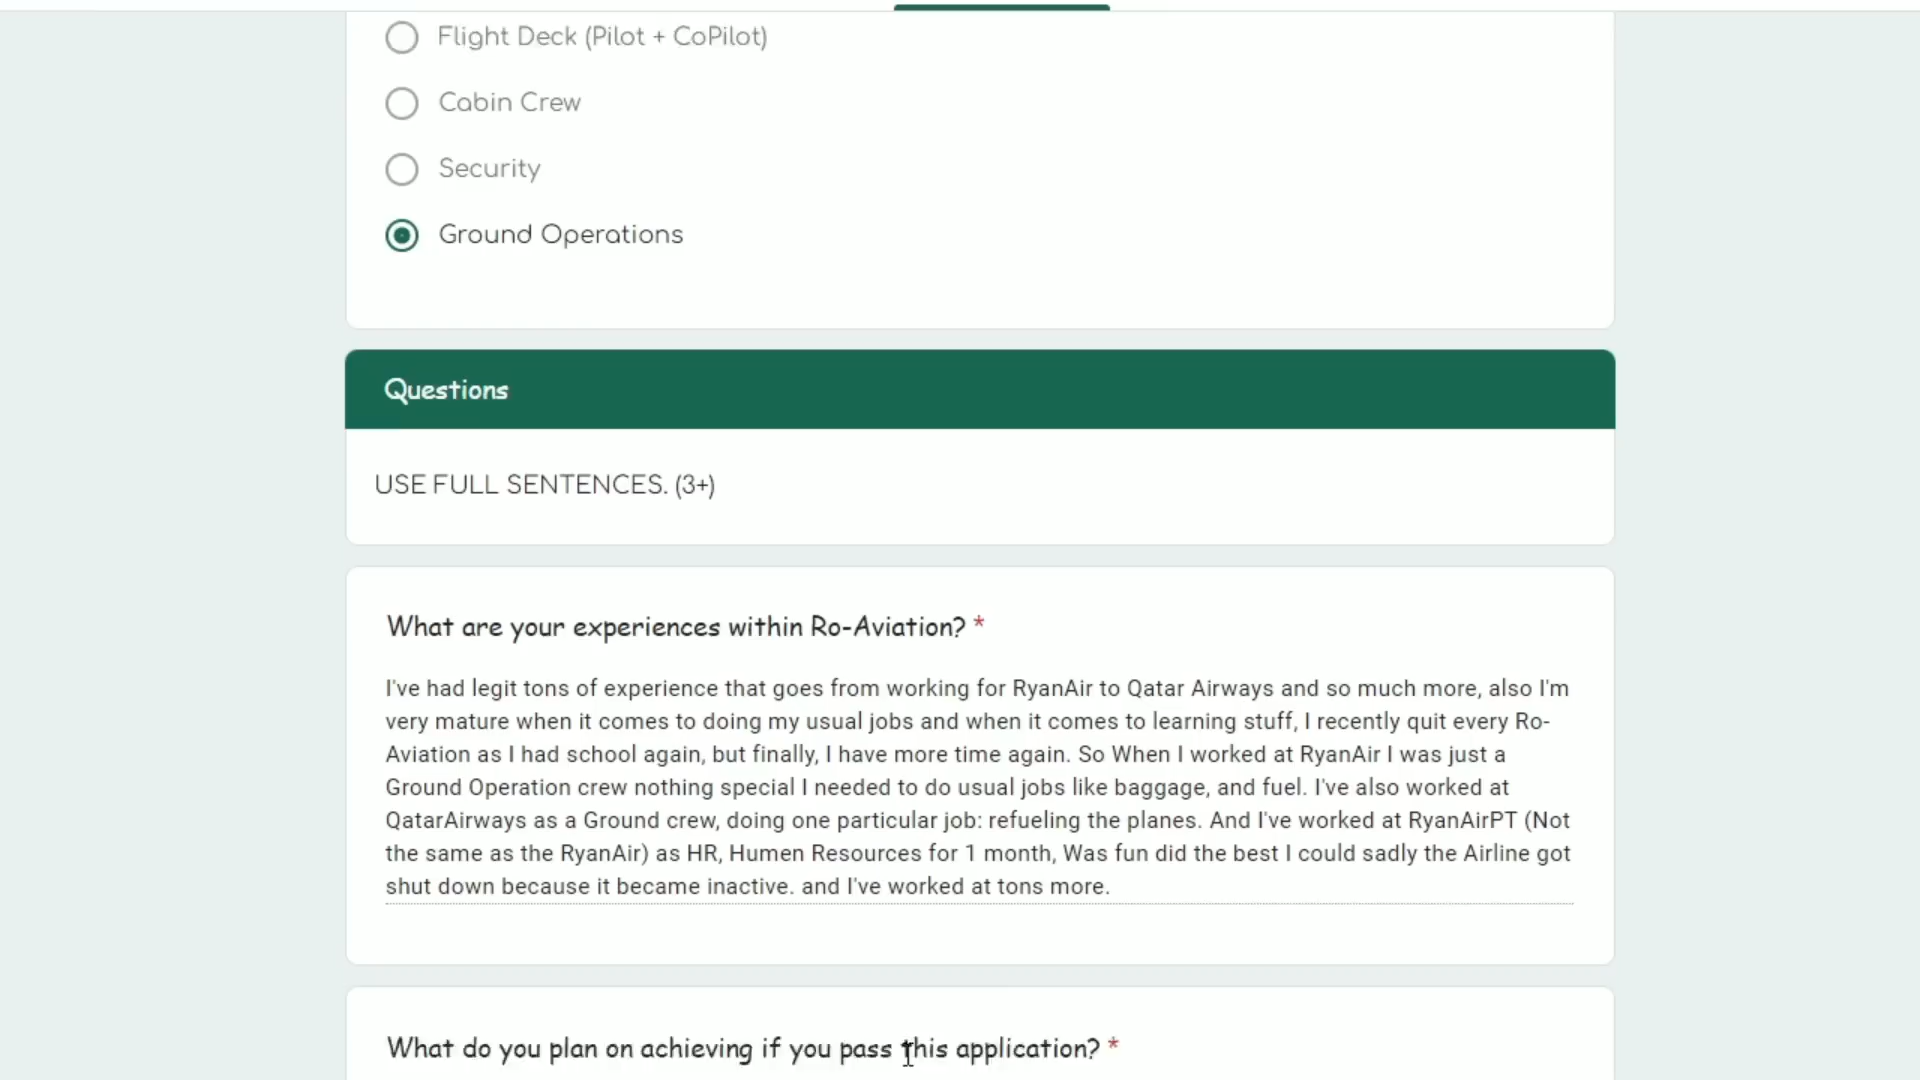 Flight Deck (Pilot + CoPilot)
Cabin Crew
Security
Ground Operations
Questions
USE FULL SENTENCES. (3+)
What are your experiences within Ro-Aviation? *
I've had legit tons of experience that goes from working for RyanAir to Qatar Airways and so much more, also I'm
very mature when it comes to doing my usual jobs and when it comes to learning stuff, I recently quit every Ro-
Aviation as I had school again, but finally, I have more time again. So When I worked at RyanAir I was just a
Ground Operation crew nothing special I needed to do usual jobs like baggage, and fuel. I've also worked at
QatarAirways as a Ground crew, doing one particular job: refueling the planes. And I've worked at RyanAirPT (Not
the same as the RyanAir) as HR, Humen Resources for 1 month, Was fun did the best I could sadly the Airline got
shut down because it became inactive. and I've worked at tons more.
What do you plan on achieving if you pass this application? *